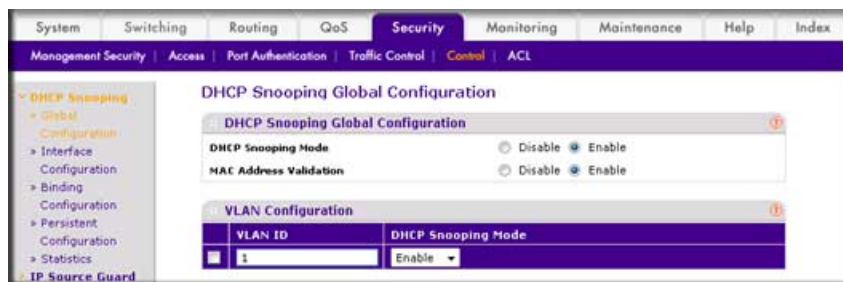 System Switching Routing QoS Security Monitoring Maintenance Help Index
Management Security | Access | Port Authentication | Traffic Control | Control | ACL
DHCP Snooping
» Global
Configuration
» Interface
Configuration
» Binding
Configuration
» Persistent
Configuration
» Statistics
IP Source Guard
DHCP Snooping Global Configuration
DHCP Snooping Global Configuration
DHCP Snooping Mode Disable Enable
MAC Address Validation Disable Enable
VLAN Configuration
VLAN ID DHCP Snooping Mode
1 Enable